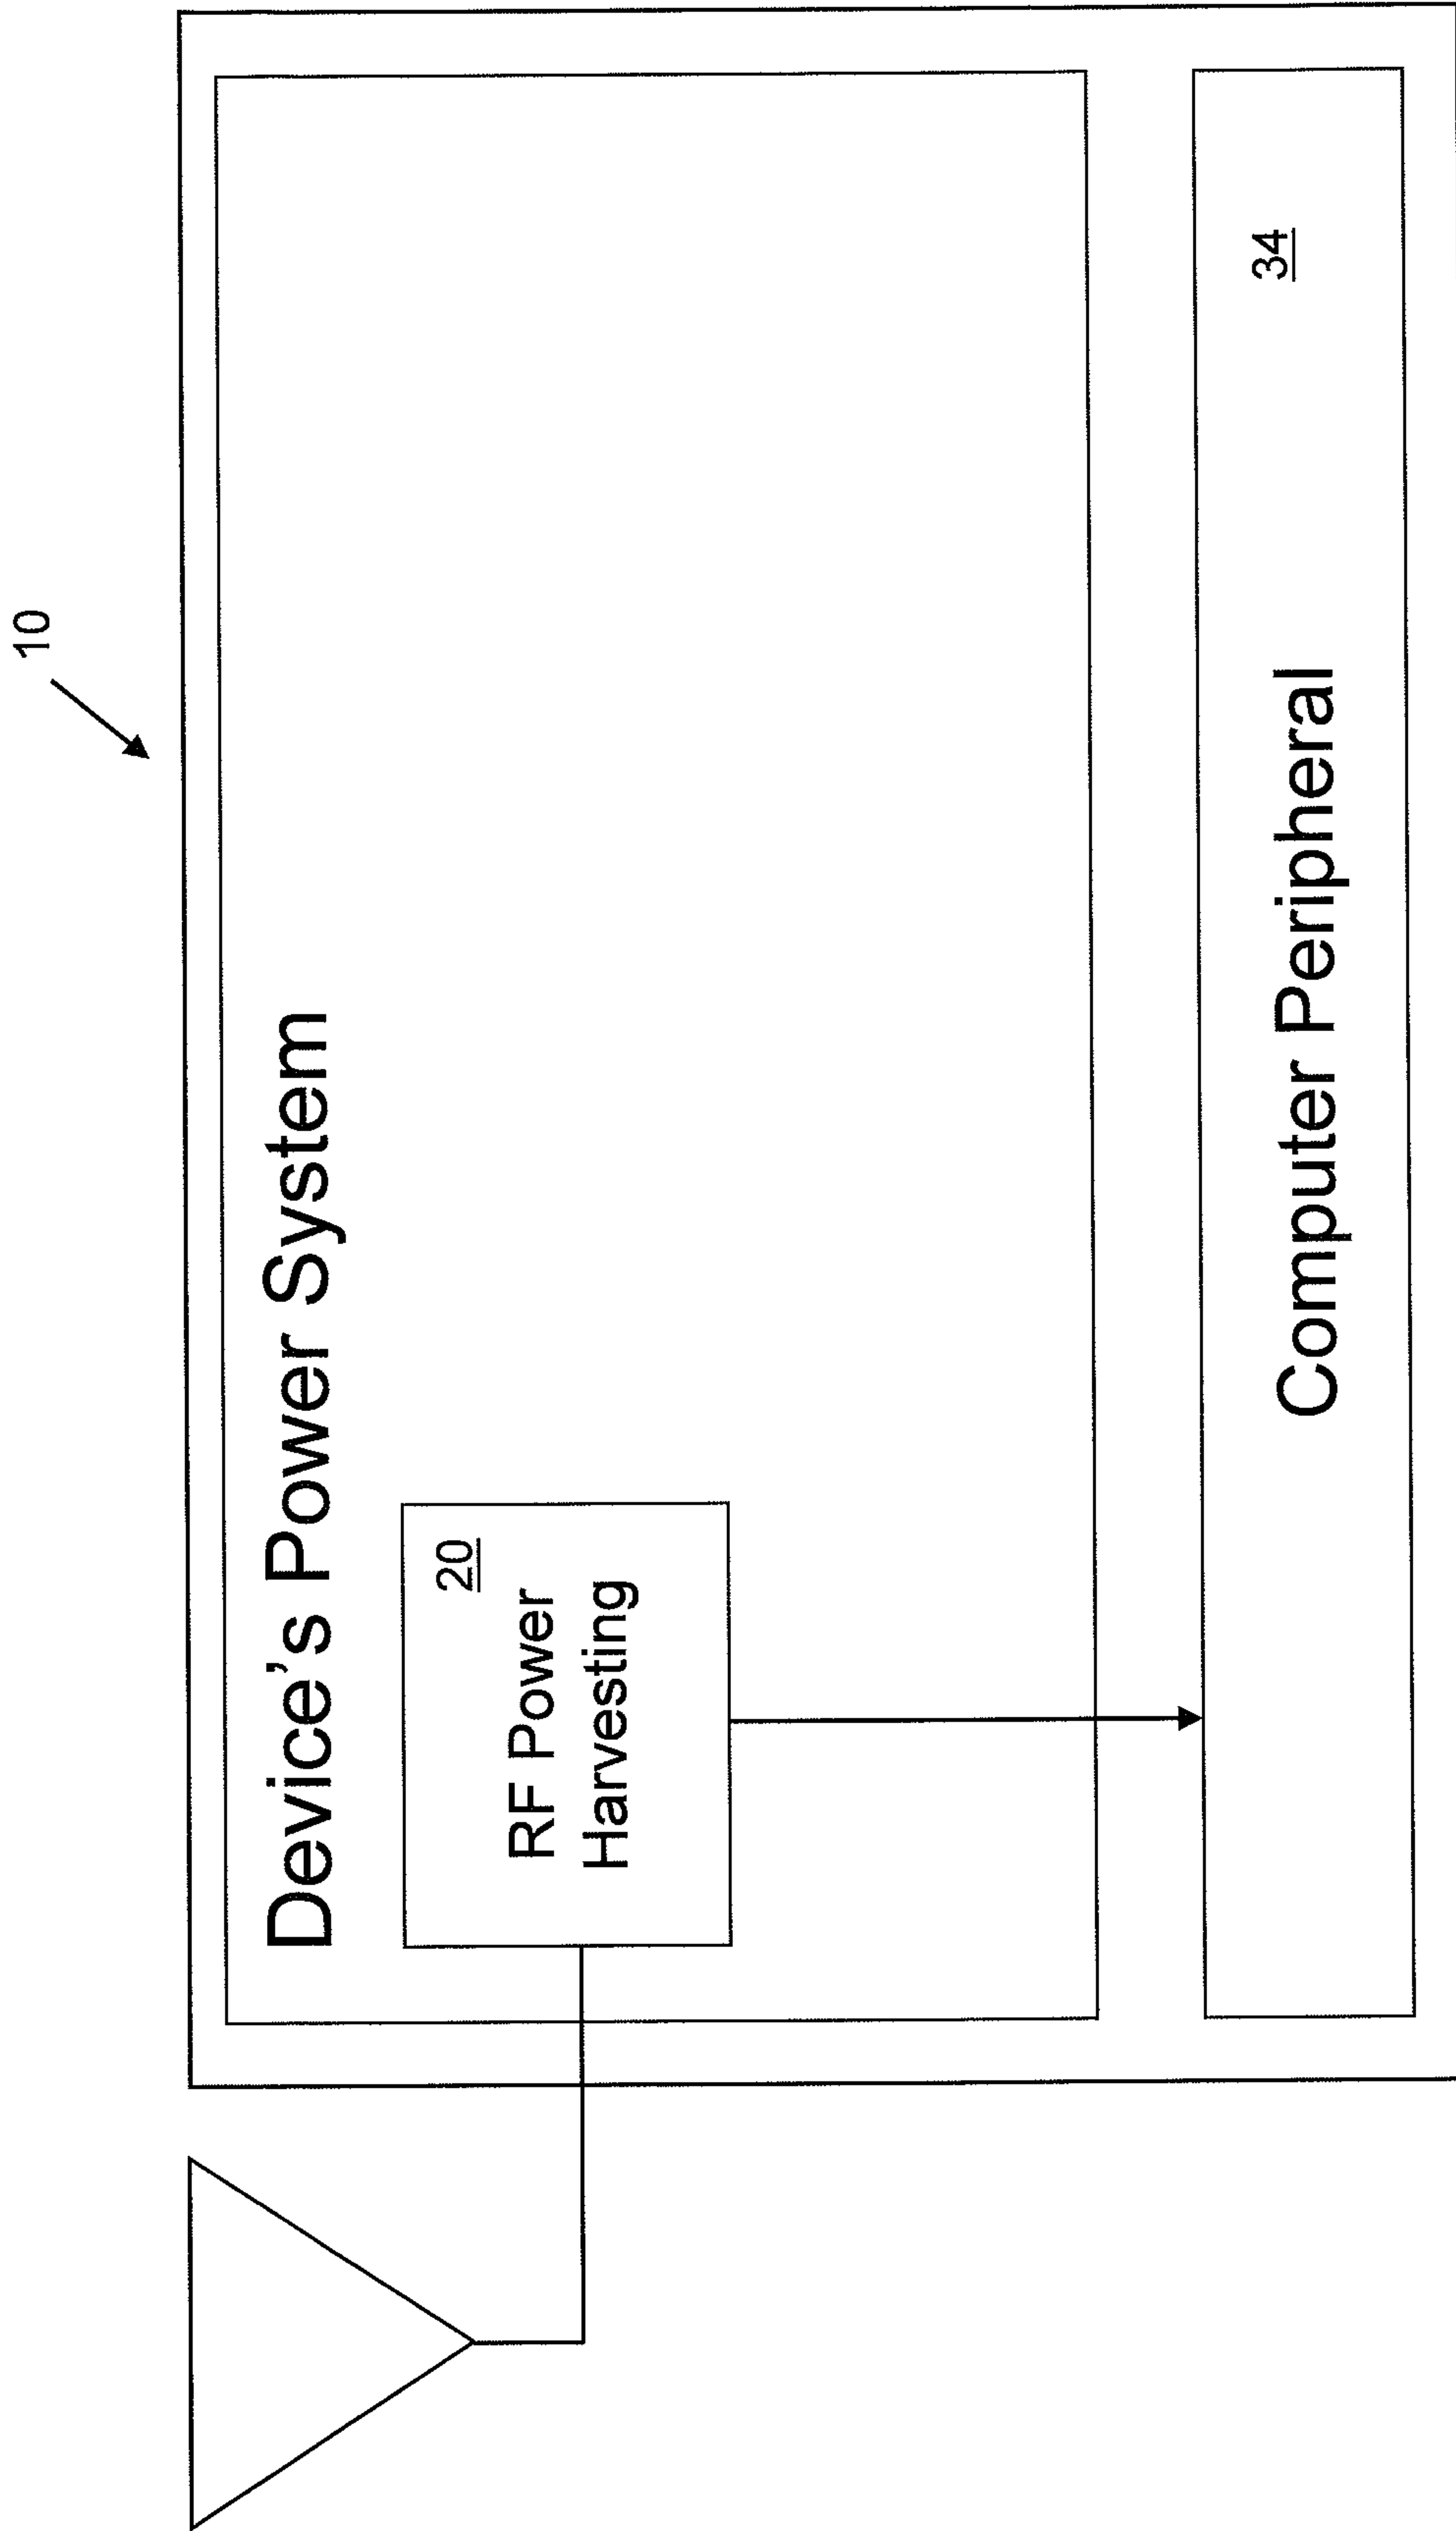 10
Device's Power System
20
RF Power
Harvesting
34
Computer Peripheral